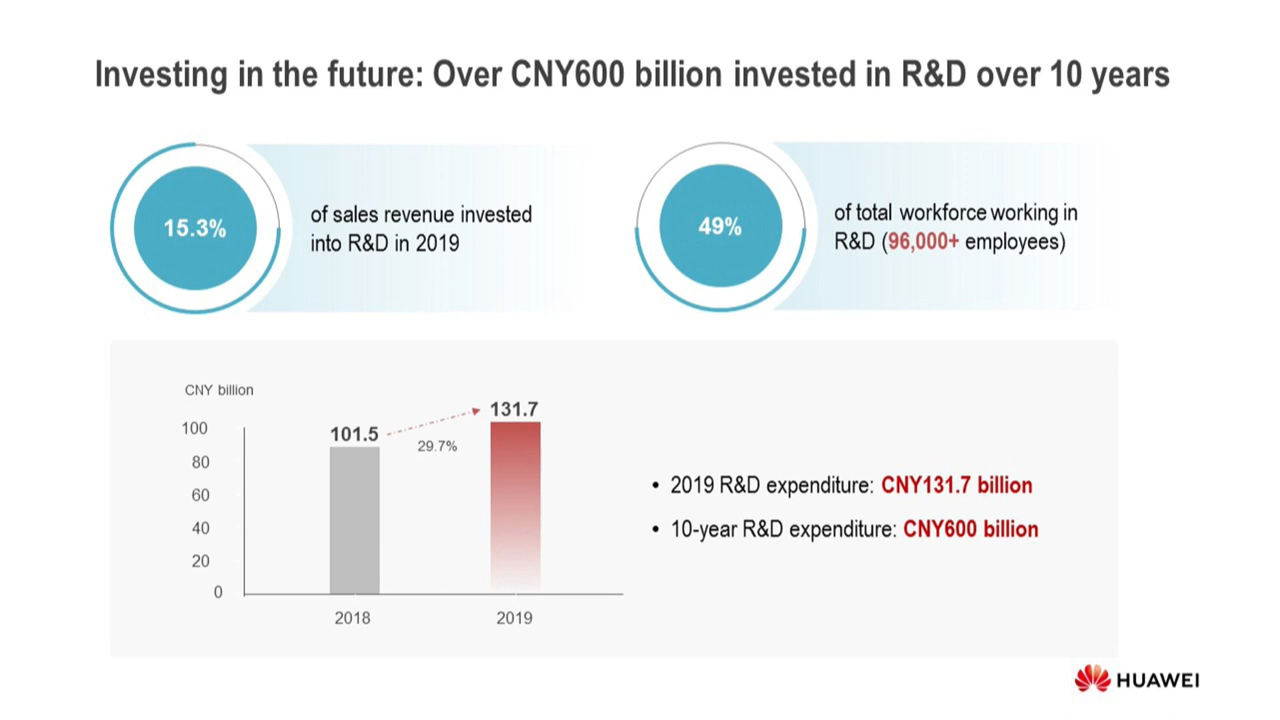 Investing in the future: Over CNY600 billion invested in R&D over 10 years
15.3%
of sales revenue invested
into R&D in 2019
49%
of total workforce working in
R&D (96,000+ employees)
CNY billion
100
80
60
40
20
0
101.5
29.7%
131.7
2018
2019
• 2019 R&D expenditure: CNY131.7 billion
• 10-year R&D expenditure: CNY600 billion
HUAWEI